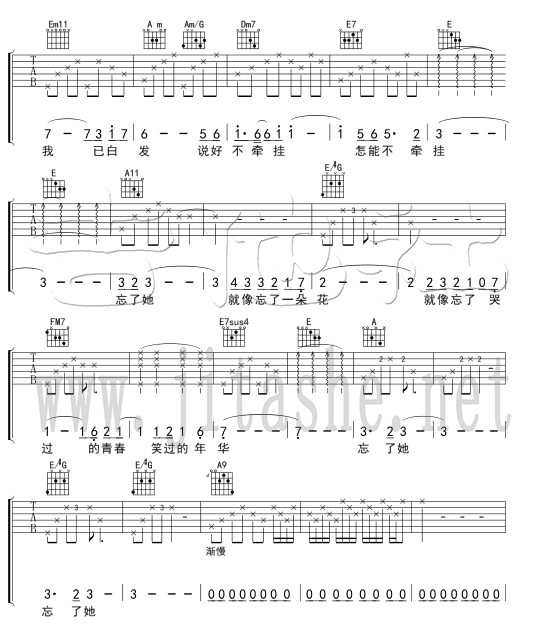 Em11 A m Am/G Dm7 E7 E
T A B
7 - - 7 3 1 7 6 - - 5 6 1· 6 6 1 1 - - 1 5 6 5· 2 3 - - -
我 已白 发 说好 不 牵 挂 怎能不 牵 挂
E A11 E/#G
T A B 3
3 - - - 3 2 3 - - 3 4 3 3 2 1 7 2 - - - 2 3 2 1 0 7
忘了她 就像忘了一朵 花 就像忘了 哭
FM7 E7sus4 E A
T A B 2 2 2
1 - 1 6 2 1 1 1 2 1 6 7 - - - 7 - - - 3· 2 3 3 - - -
过 的青春 笑过的 年 华 忘 了她
www.jitashe.net
E/#G E/#G A9
T A B 3 3
渐慢
3· 2 3 - 3 - - - 0 0 0 0 0 0 0 0 0 0 0 0 0 0 0 0 0 0 0 0 0 0 0 0
忘 了她